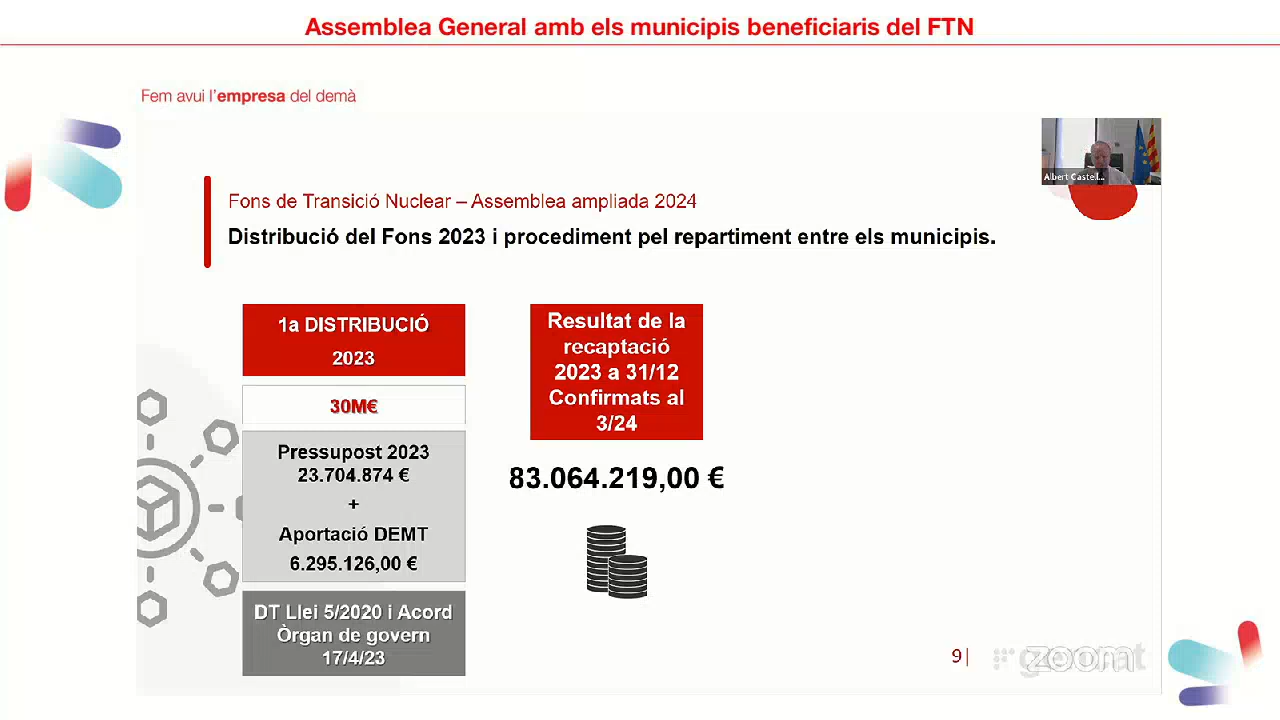 Assemblea General amb els municipis beneficiaris del FTN
Fem avui l'empresa del demà
Albert Castell...
Fons de Transició Nuclear – Assemblea ampliada 2024
Distribució del Fons 2023 i procediment pel repartiment entre els municipis.
1a DISTRIBUCIÓ
2023
30M€
Pressupost 2023
23.704.874 €
+
Aportació DEMT
6.295.126,00 €
DT Llei 5/2020 i Acord
Òrgan de govern
17/4/23
Resultat de la
recaptació
2023 a 31/12
Confirmats al
3/24
83.064.219,00 €
9|
zoom